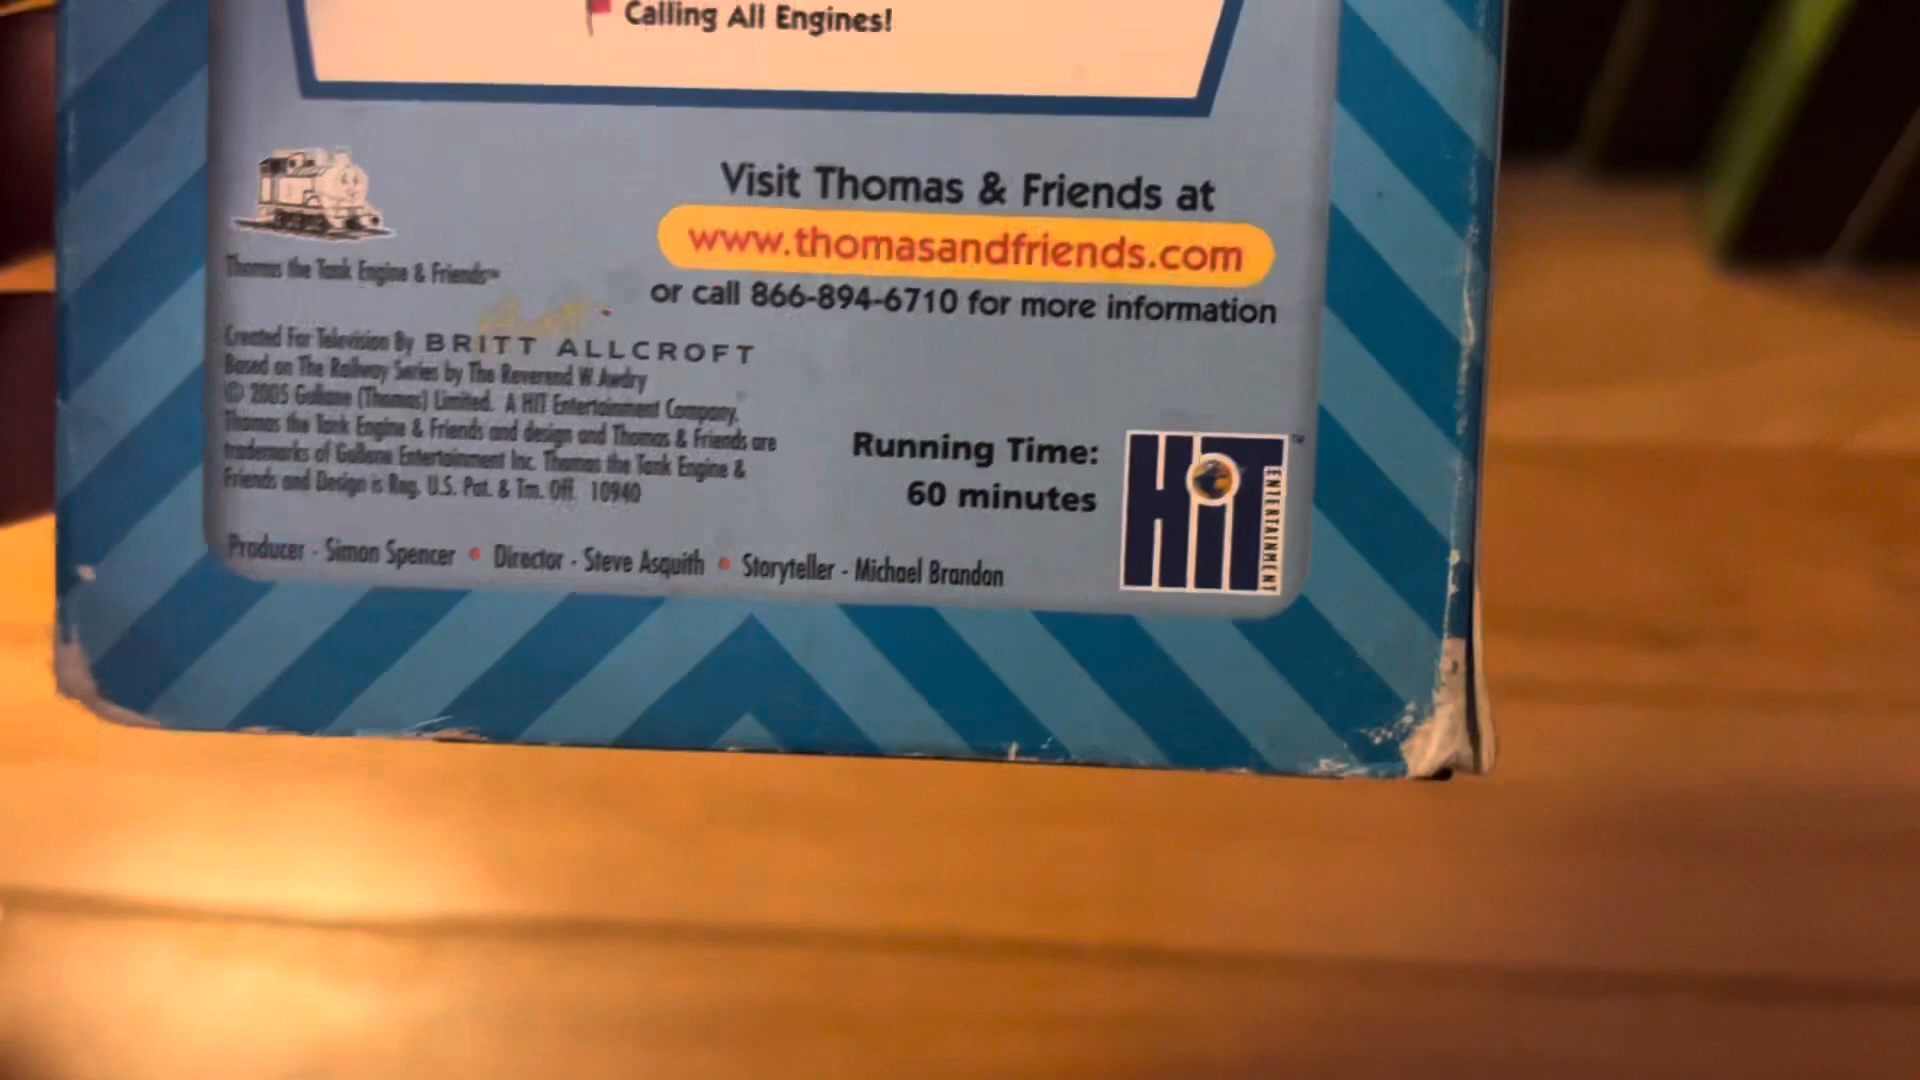 Calling All Engines!
Visit Thomas & Friends at
www.thomasandfriends.com
or call 866-894-6710 for more information
Thomas the Tank Engine & Friends™
Created For Television By BRITT ALLCROFT
Based on The Railway Series by The Reverend W Awdry
© 2005 Gullane (Thomas) Limited. A HIT Entertainment Company.
Thomas the Tank Engine & Friends and design and Thomas & Friends are
trademarks of Gullane Entertainment Inc. Thomas the Tank Engine &
Friends and Design is Reg. U.S. Pat. & Tm. Off. 10940
Running Time:
60 minutes
HiT ENTERTAINMENT ™
Producer - Simon Spencer • Director - Steve Asquith • Storyteller - Michael Brandon